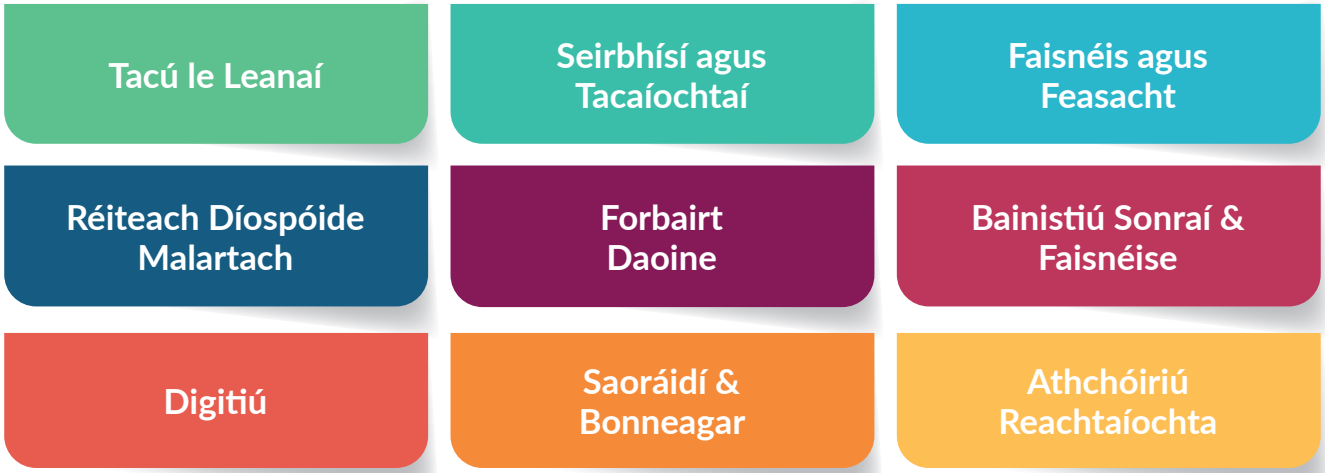 Tacú le Leanaí
Seirbhísí agus
Tacaíochtaí
Faisnéis agus
Feasacht
Réiteach Díospóide
Malartach
Forbairt
Daoine
Bainistiú Sonraí &
Faisnéise
Digitiú
Saoráidí &
Bonneagar
Athchóiriú
Reachtaíochta